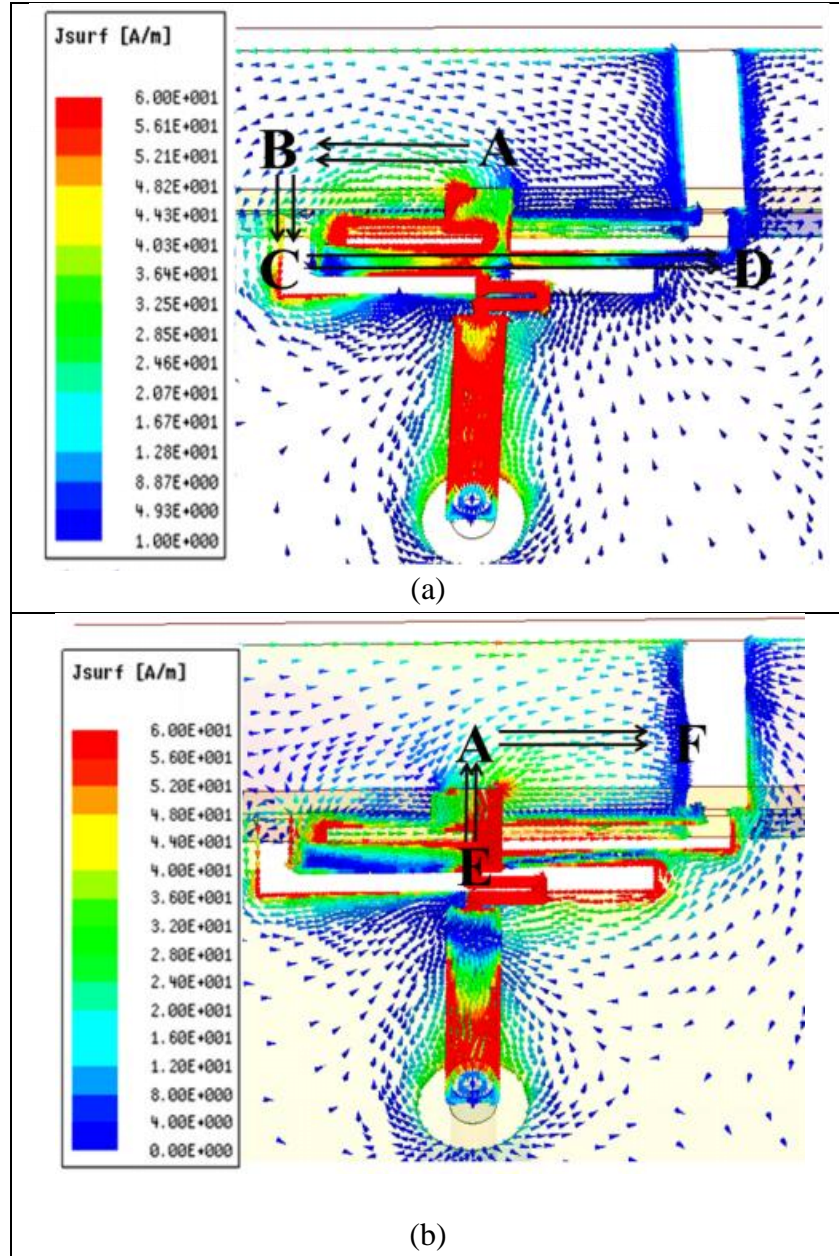 Jsurf [A/m]
6.00E+001
5.61E+001
5.21E+001
4.82E+001
4.43E+001
4.03E+001
3.64E+001
3.25E+001
2.85E+001
2.46E+001
2.07E+001
1.67E+001
1.28E+001
8.87E+000
4.93E+000
1.00E+000
B A
C D
(a)
Jsurf [A/m]
6.00E+001
5.60E+001
5.20E+001
4.80E+001
4.40E+001
4.00E+001
3.60E+001
3.20E+001
2.80E+001
2.40E+001
2.00E+001
1.60E+001
1.20E+001
8.00E+000
4.00E+000
0.00E+000
A F
E
(b)